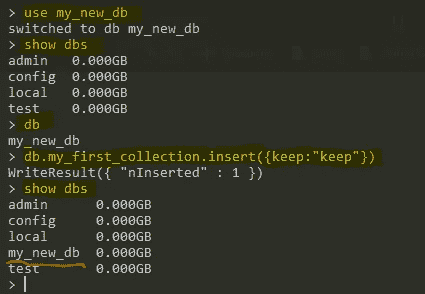 > use my_new_db
switched to db my_new_db
> show dbs
admin   0.000GB
config  0.000GB
local   0.000GB
test    0.000GB
> db
my_new_db
> db.my_first_collection.insert({keep:"keep"})
WriteResult({ "nInserted" : 1 })
> show dbs
admin      0.000GB
config     0.000GB
local      0.000GB
my_new_db  0.000GB
test       0.000GB
>